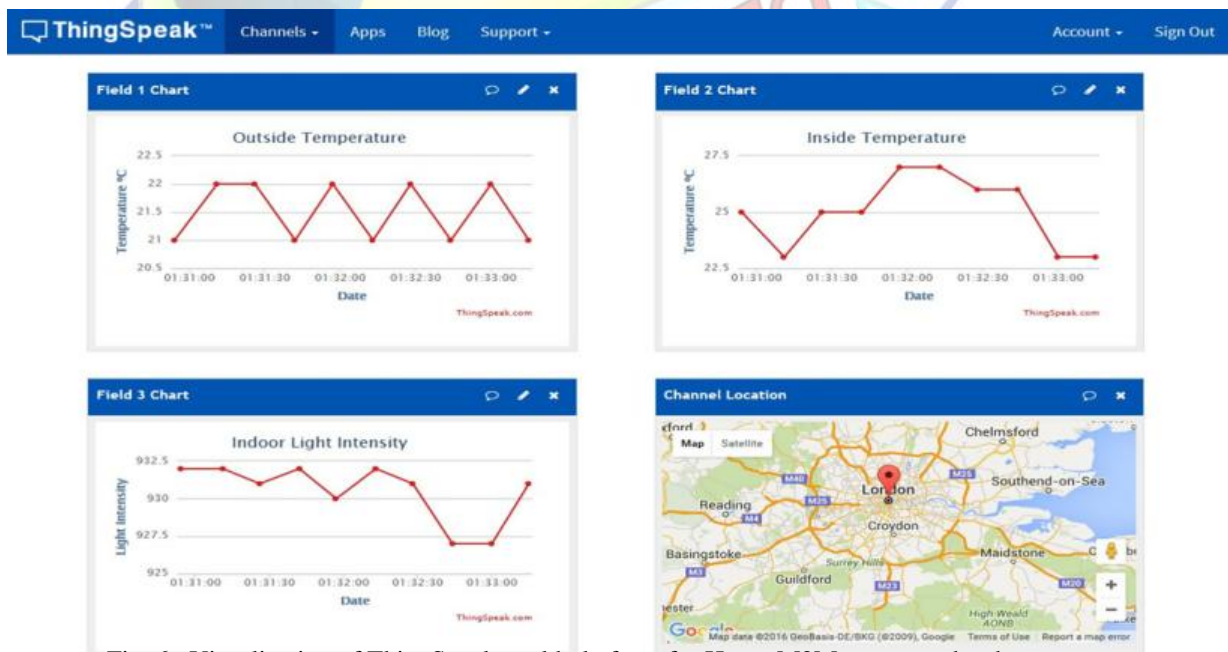 ThingSpeak™ Channels Apps Blog Support Account Sign Out
Field 1 Chart
Outside Temperature
Temperature ºC
22.5
22
21.5
21
20.5
01:31:00 01:31:30 01:32:00 01:32:30 01:33:00
Date
ThingSpeak.com
Field 2 Chart
Inside Temperature
Temperature ºC
27.5
25
22.5
01:31:00 01:31:30 01:32:00 01:32:30 01:33:00
Date
ThingSpeak.com
Field 3 Chart
Indoor Light Intensity
Light Intensity
932.5
930
927.5
925
01:31:00 01:31:30 01:32:00 01:32:30 01:33:00
Date
ThingSpeak.com
Channel Location
Map Satellite
Chelmsford
M40
M25
London
Southend-on-Sea
Reading
M4
M25
Croydon
Basingstoke
Maidstone
M3
Surrey Hills
Guildford
M23
M20
+
High Weald
AONB
−
Google
Map data ©2016 GeoBasis-DE/BKG (©2009), Google Terms of Use Report a map error